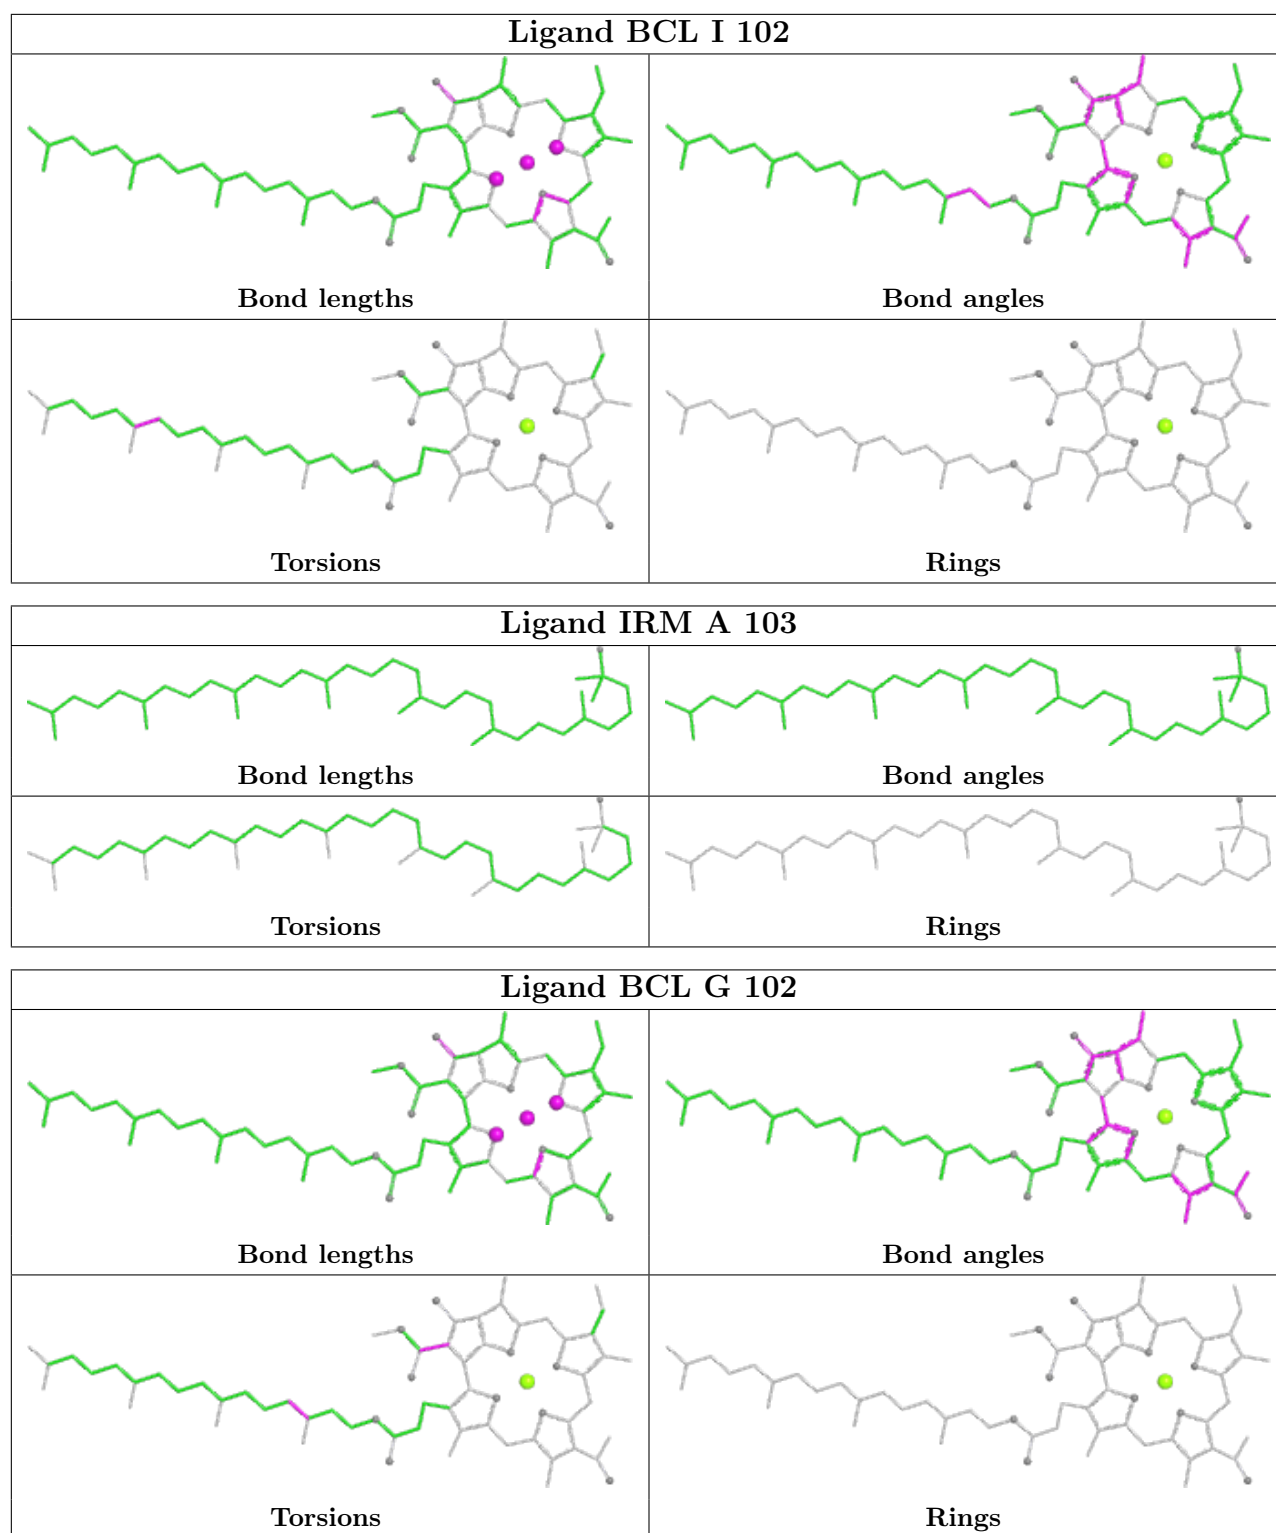 Ligand BCL I 102
Bond lengths
Bond angles
Torsions
Rings
Ligand IRM A 103
Bond lengths
Bond angles
Torsions
Rings
Ligand BCL G 102
Bond lengths
Bond angles
Torsions
Rings